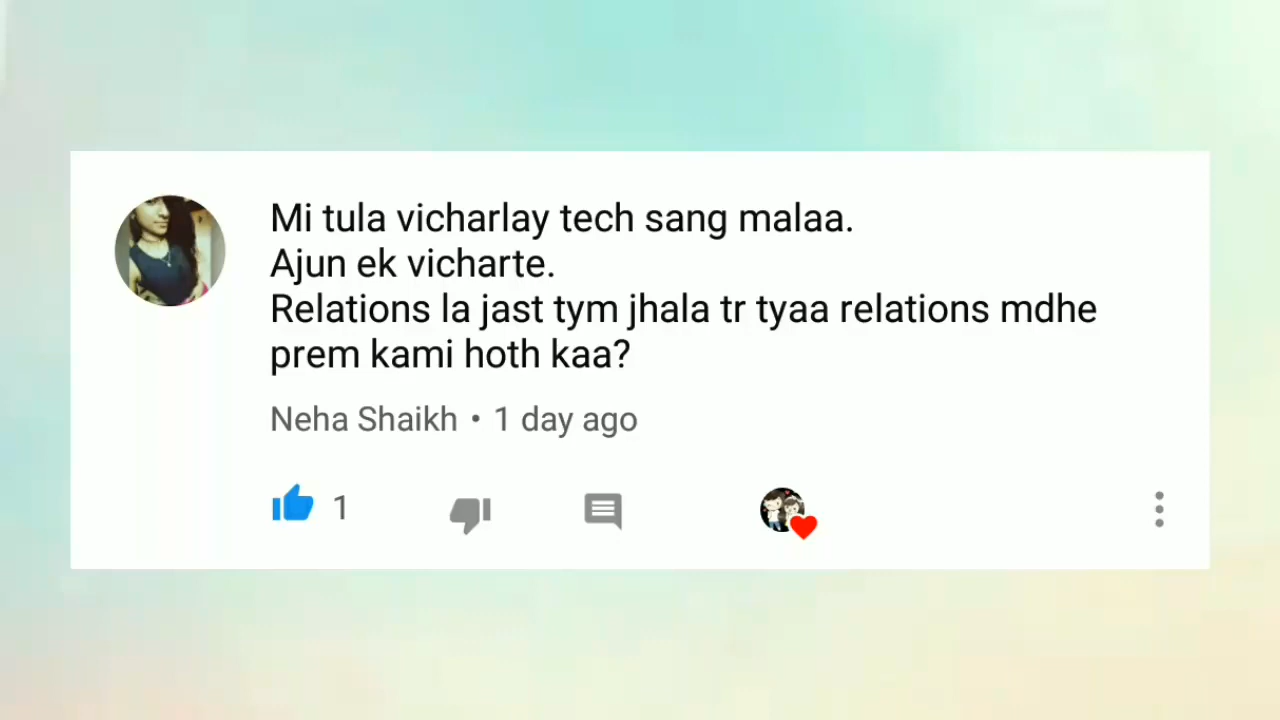 Mi tula vicharlay tech sang malaa.
Ajun ek vicharte.
Relations la jast tym jhala tr tyaa relations mdhe
prem kami hoth kaa?
Neha Shaikh • 1 day ago
1